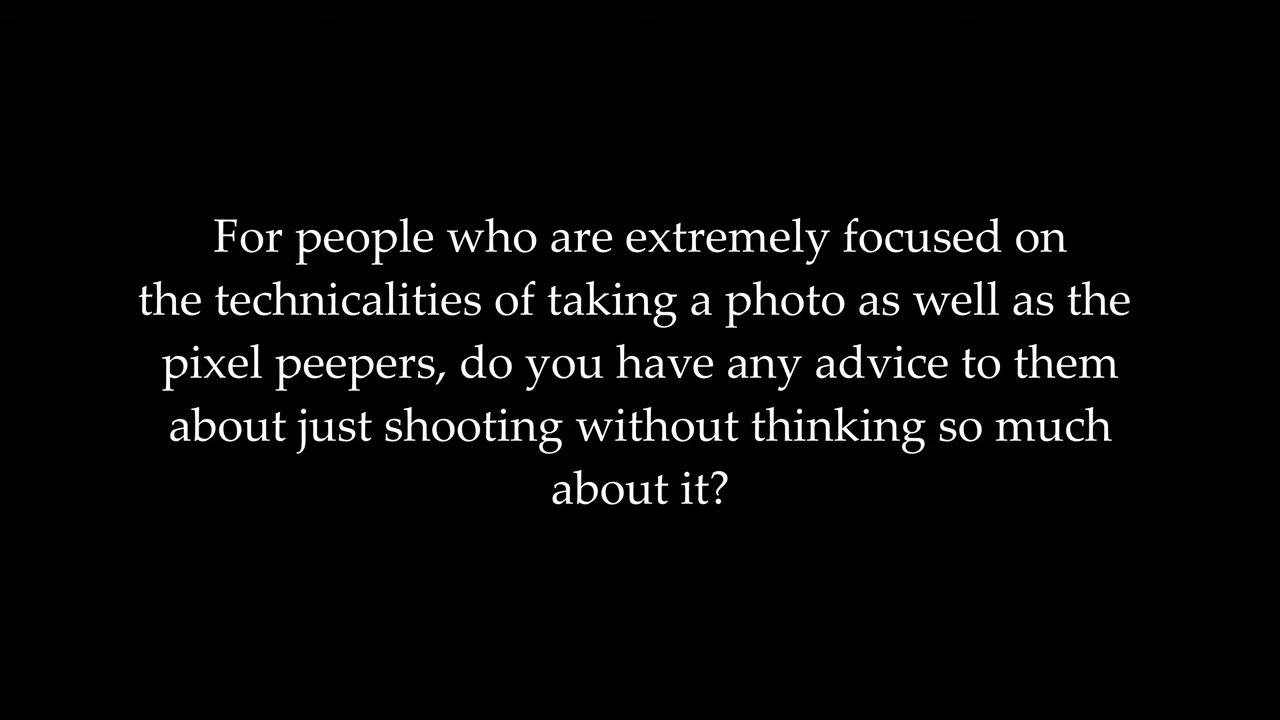 For people who are extremely focused on
the technicalities of taking a photo as well as the
pixel peepers, do you have any advice to them
about just shooting without thinking so much
about it?